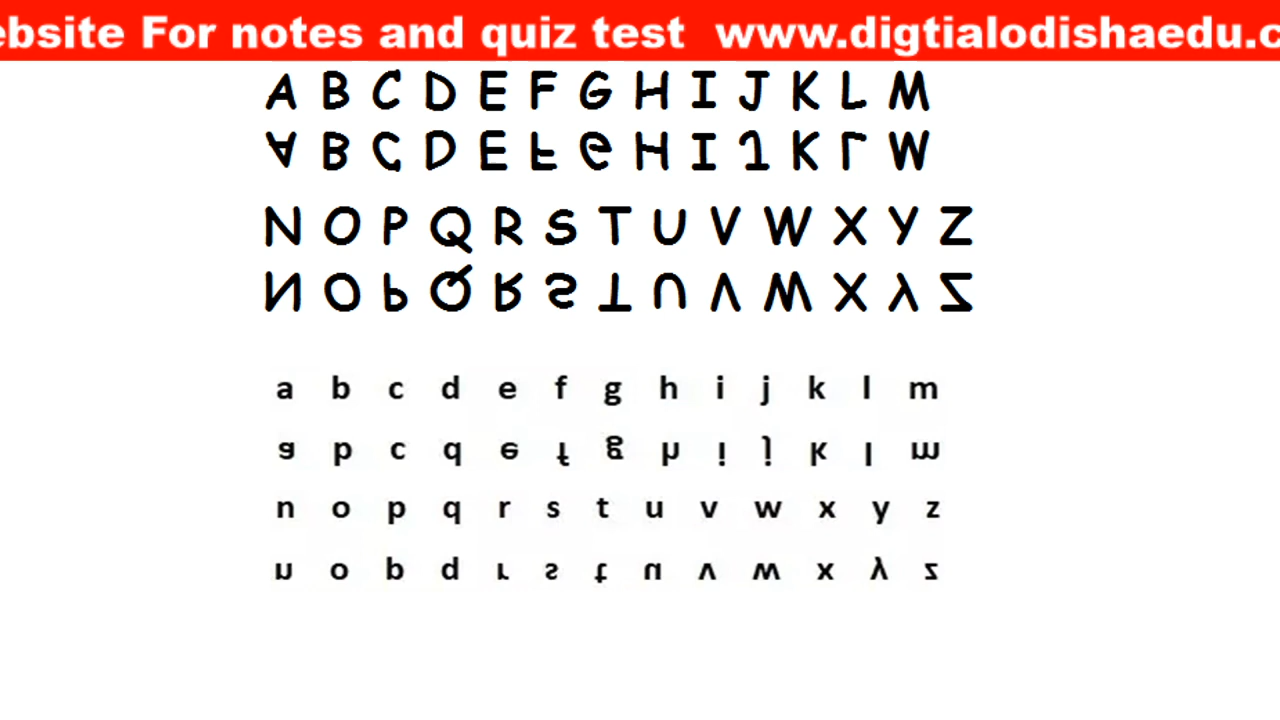 ebsite For notes and quiz test www.digtialodishaedu.c
A B C D E F G H I J K L M
A B C D E F G H I J K L M
N O P Q R S T U V W X Y Z
N O P Q R S T U V W X Y Z
a b c d e f g h i j k l m
a b c d e f g h i j k l m
n o p q r s t u v w x y z
n o p q r s t u v w x y z